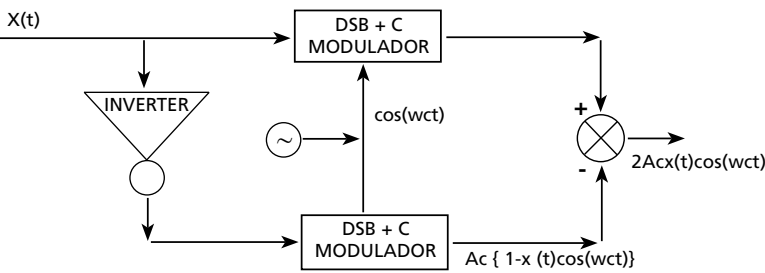 X(t)
DSB + C
MODULADOR
INVERTER
cos(wct)
~
+
-
2Acx(t)cos(wct)
DSB + C
MODULADOR
Ac { 1-x (t)cos(wct)}